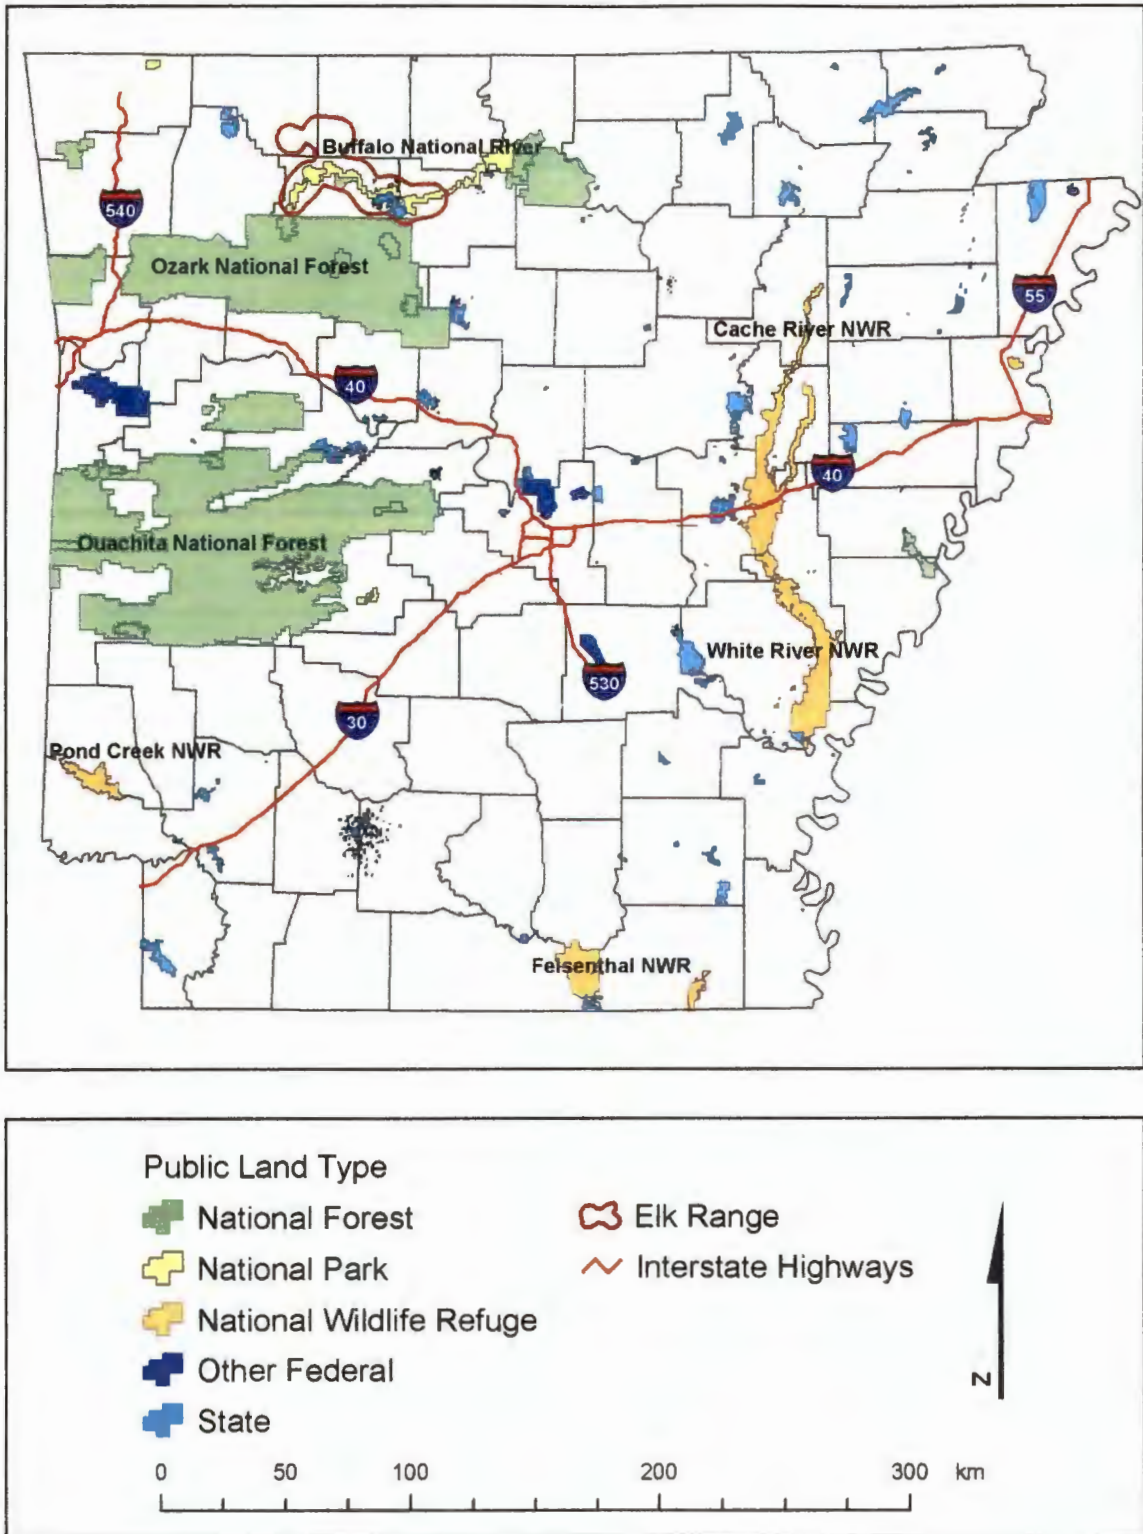 Buffalo National River
540
Ozark National Forest
55
Cache River NWR
40
40
Ouachita National Forest
White River NWR
530
30
Pond Creek NWR
Felsenthal NWR
Public Land Type
National Forest
Elk Range
National Park
Interstate Highways
National Wildlife Refuge
Other Federal
State
N
0 50 100 200 300 km